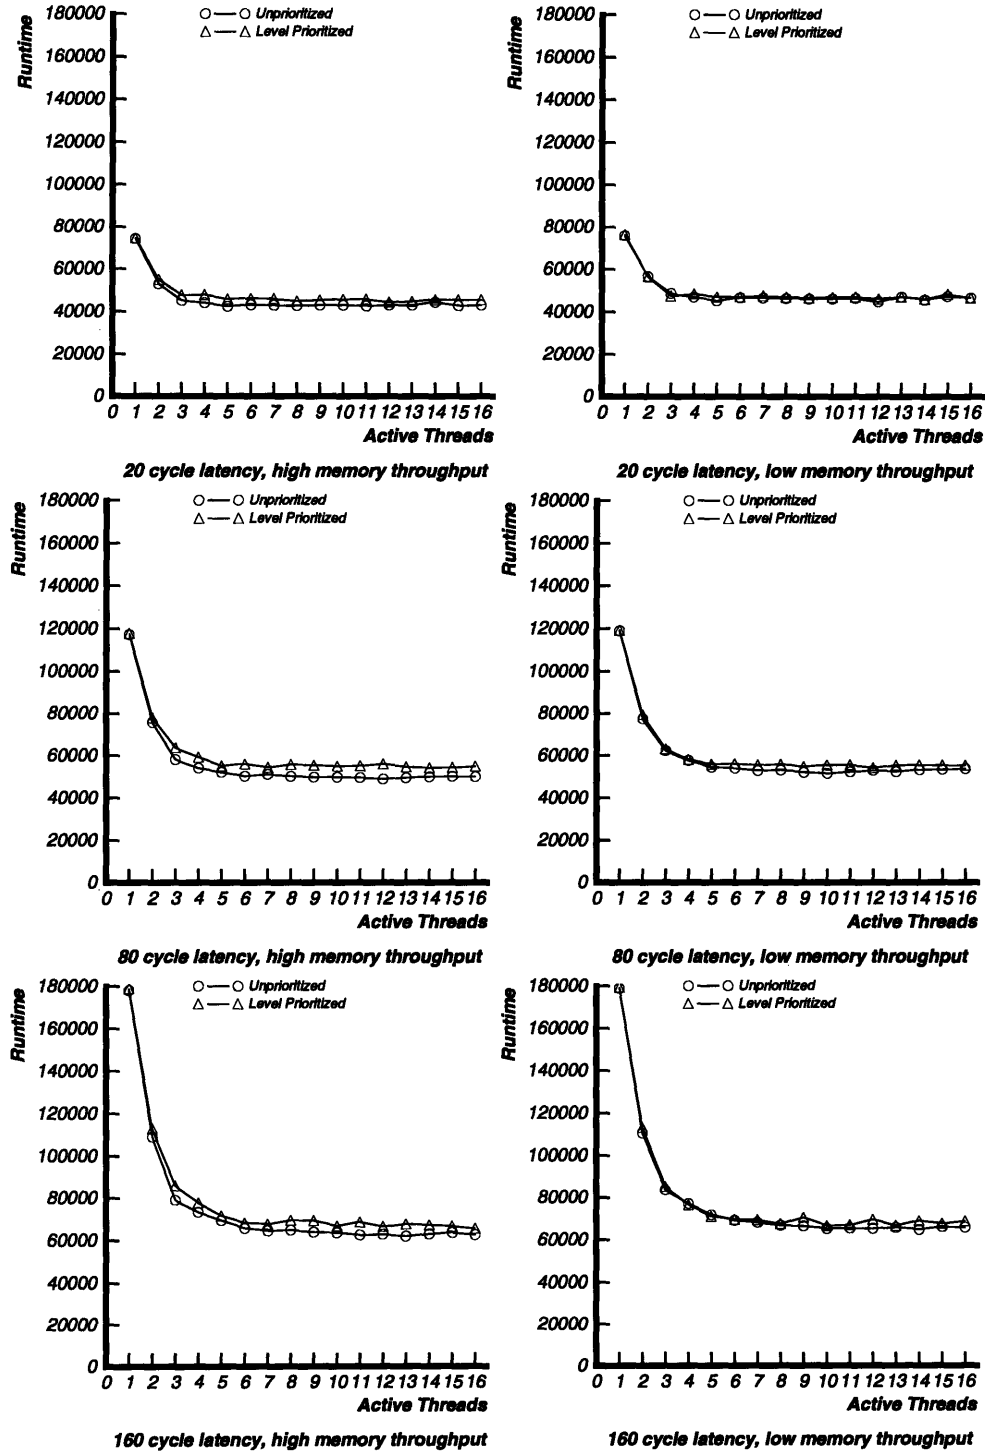 Runtime
180000
160000
140000
120000
100000
80000
60000
40000
20000
0
Unprioritized
Level Prioritized
0 1 2 3 4 5 6 7 8 9 10 11 12 13 14 15 16
Active Threads
20 cycle latency, high memory throughput
Runtime
180000
160000
140000
120000
100000
80000
60000
40000
20000
0
Unprioritized
Level Prioritized
0 1 2 3 4 5 6 7 8 9 10 11 12 13 14 15 16
Active Threads
20 cycle latency, low memory throughput
Runtime
180000
160000
140000
120000
100000
80000
60000
40000
20000
0
Unprioritized
Level Prioritized
0 1 2 3 4 5 6 7 8 9 10 11 12 13 14 15 16
Active Threads
80 cycle latency, high memory throughput
Runtime
180000
160000
140000
120000
100000
80000
60000
40000
20000
0
Unprioritized
Level Prioritized
0 1 2 3 4 5 6 7 8 9 10 11 12 13 14 15 16
Active Threads
80 cycle latency, low memory throughput
Runtime
180000
160000
140000
120000
100000
80000
60000
40000
20000
0
Unprioritized
Level Prioritized
0 1 2 3 4 5 6 7 8 9 10 11 12 13 14 15 16
Active Threads
160 cycle latency, high memory throughput
Runtime
180000
160000
140000
120000
100000
80000
60000
40000
20000
0
Unprioritized
Level Prioritized
0 1 2 3 4 5 6 7 8 9 10 11 12 13 14 15 16
Active Threads
160 cycle latency, low memory throughput